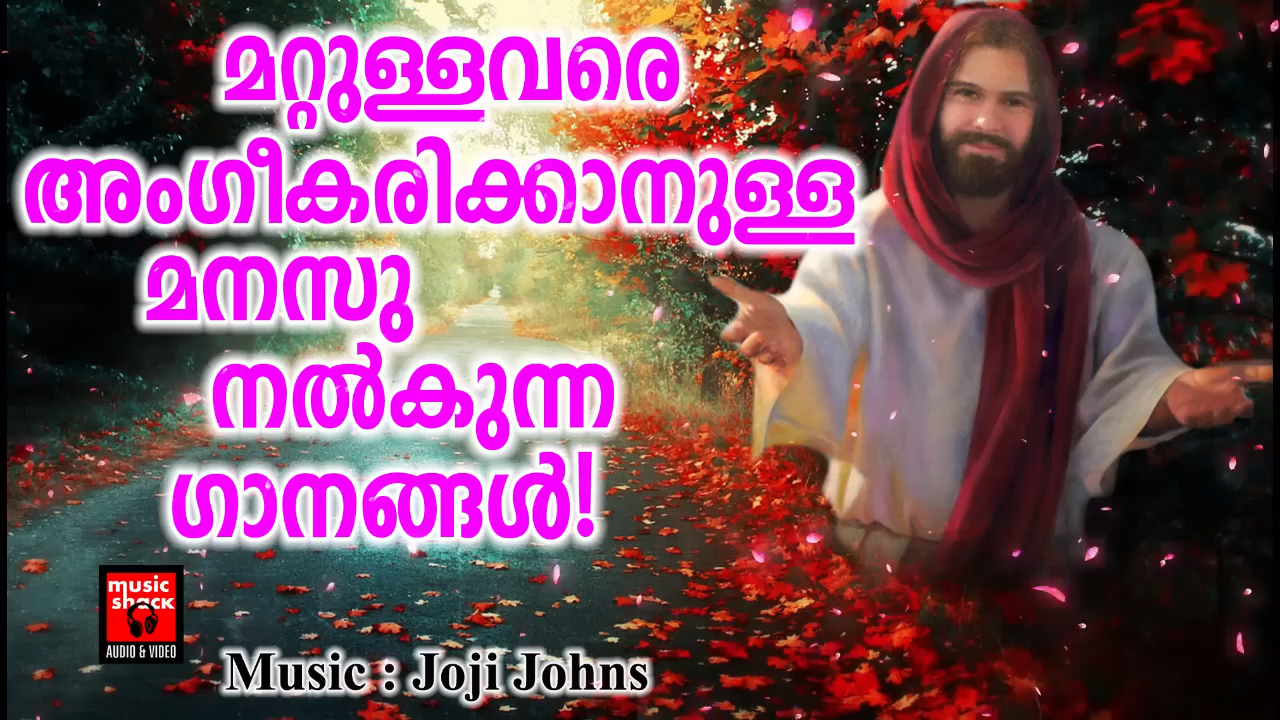 മറ്റുള്ളവരെ
അംഗീകരിക്കാനുള്ള
മനസു
നൽകുന്ന
ഗാനങ്ങൾ!
music
shack
AUDIO & VIDEO
Music : Joji Johns